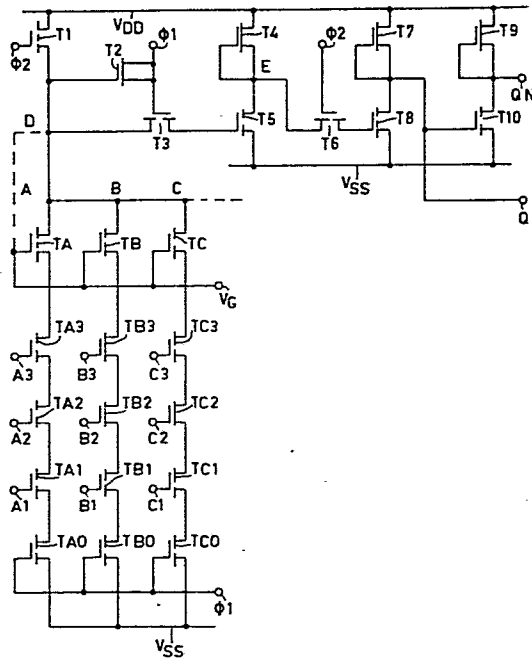 VDD
T1
ϕ2
T2
ϕ1
T4
ϕ2
T7
T9
E
QN
D
T3
T5
T6
T8
T10
VSS
A
B
C
Q
TA
TB
TC
VG
TA3
TB3
TC3
A3
B3
C3
TA2
TB2
TC2
A2
B2
C2
TA1
TB1
TC1
A1
B1
C1
TA0
TB0
TC0
ϕ1
VSS